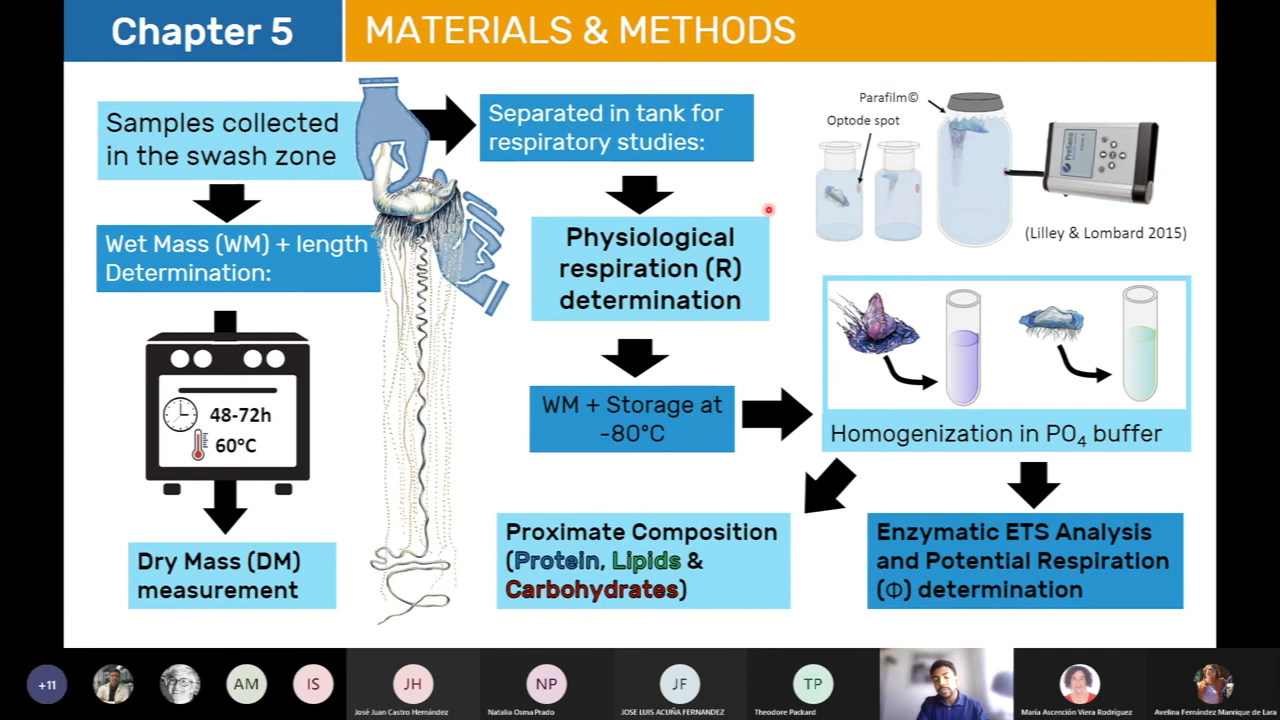 Chapter 5
MATERIALS & METHODS
Samples collected
in the swash zone
Wet Mass (WM) + length
Determination:
48-72h
60°C
Dry Mass (DM)
measurement
Separated in tank for
respiratory studies:
Physiological
respiration (R)
determination
WM + Storage at
-80°C
Parafilm©
Optode spot
PreSens
(Lilley & Lombard 2015)
Homogenization in PO₄ buffer
Proximate Composition
(Protein, Lipids &
Carbohydrates)
Enzymatic ETS Analysis
and Potential Respiration
(Φ) determination
+11
AM
IS
JH
José Juan Castro Hernández
NP
Natalia Osma Prado
JF
JOSE LUIS ACUÑA FERNANDEZ
TP
Theodore Packard
María Ascención Viera Rodríguez
Avelina Fernández Manrique de Lara